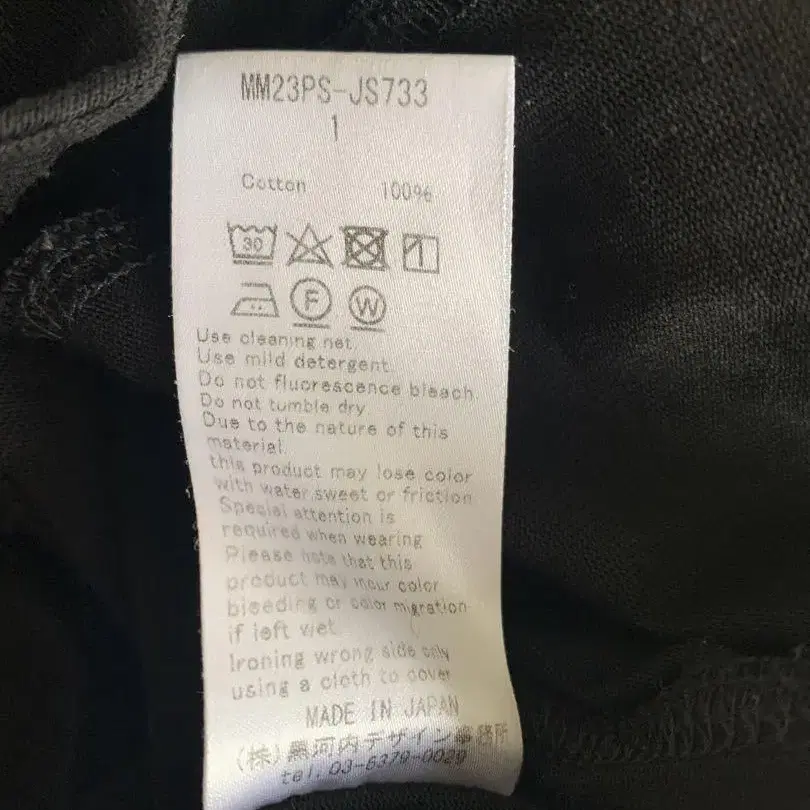 MM23PS-JS733
1
Cotton 100%
30
F W
Use cleaning net.
Use mild detergent.
Do not fluorescence bleach.
Do not tumble dry
Due to the nature of this
material.
this product may lose color
with water,sweet or friction
Special attention is
required when wearing
Please note that this
product may incur color
bleeding or color migration
if left wet
Ironing wrong side only
using a cloth to cover
MADE IN JAPAN
(株)黒河内デザイン事務所
tel.03-6379-0029